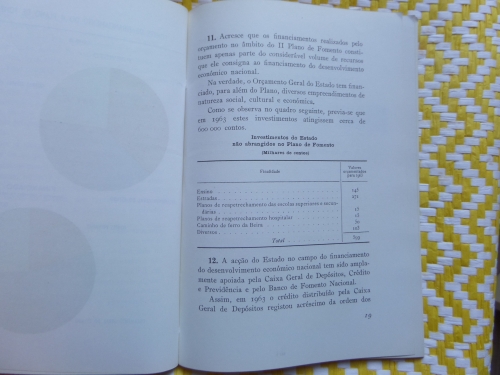 11. Acresce que os financiamentos realizados pelo
orçamento no âmbito do II Plano de Fomento consti-
tuem apenas parte do considerável volume de recursos
que ele consigna ao financiamento do desenvolvimento
económico nacional.
Na verdade, o Orçamento Geral do Estado tem finan-
ciado, para além do Plano, diversos empreendimentos de
natureza social, cultural e económica.
Como se observa no quadro seguinte, previa-se que
em 1963 estes investimentos atingissem cerca de
600 000 contos.
Investimentos do Estado
não abrangidos no Plano de Fomento
(Milhares de contos)
Finalidade
Valores
para 1963
Ensino
Estradas
Planos de reapetrechamento das escolas superiores e secun-
dárias
Planos de reapetrechamento hospitalar
Caminho de ferro da Beira
Diversos
Total
12. A acção do Estado no campo do financiamento
do desenvolvimento económico nacional tem sido ampla-
mente apoiada pela Caixa Geral de Depósitos, Crédito
e Previdência e pelo Banco de Fomento Nacional.
Assim, em 1963 o crédito distribuído pela Caixa
Geral de Depósitos registou acréscimo da ordem dos
19